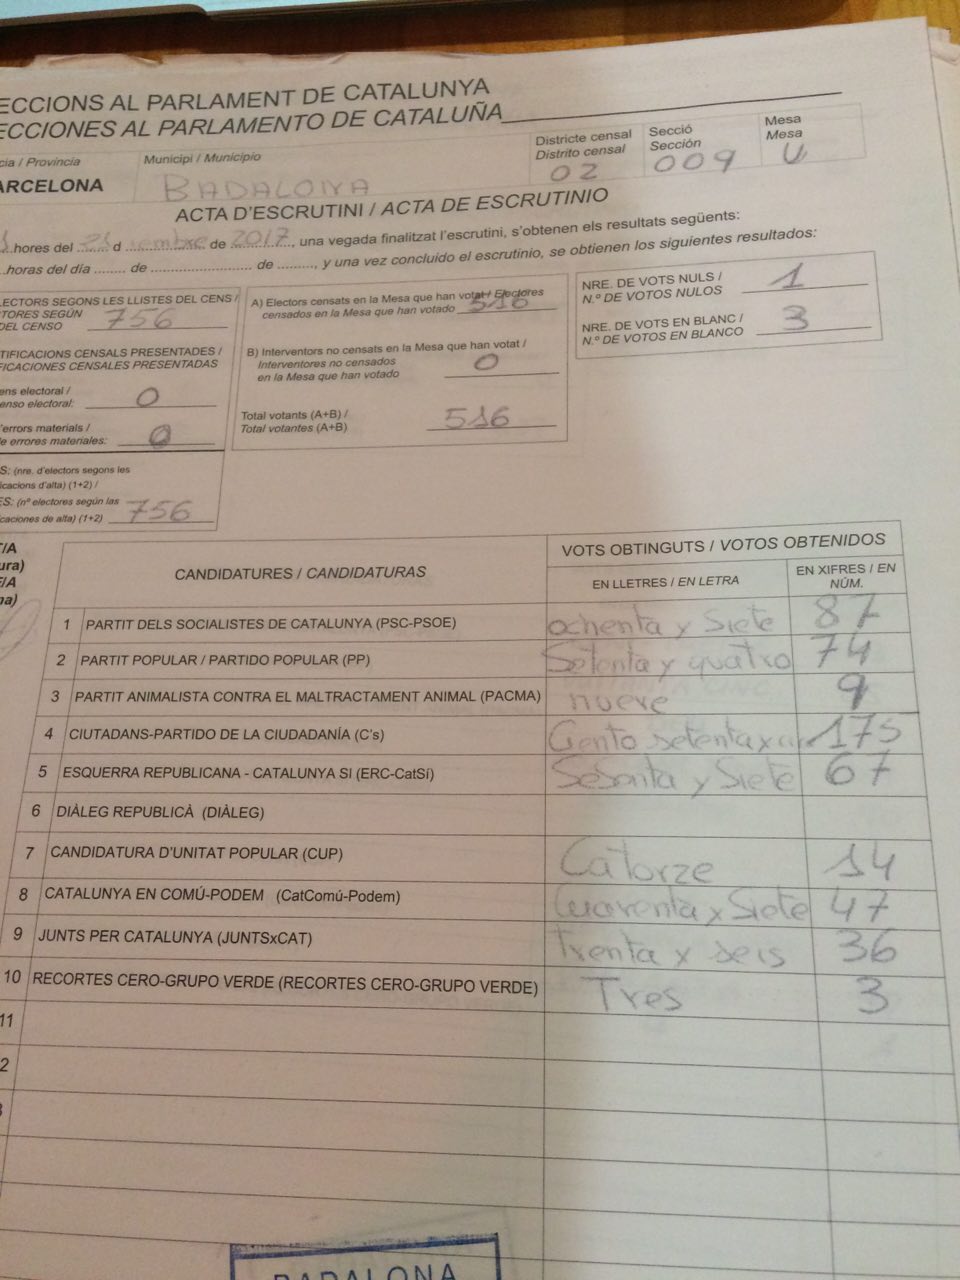 ECCIONS AL PARLAMENT DE CATALUNYA
ECCIONES AL PARLAMENTO DE CATALUÑA
cia / Provincia
ARCELONA
Municipi / Municipio
BADALONA
Districte censal
Distrito censal
02
Secció
Sección
009
Mesa
Mesa
U
ACTA D'ESCRUTINI / ACTA DE ESCRUTINIO
hores del 21 d de 2017, una vegada finalitzat l'escrutini, s'obtenen els resultats següents:
horas del día ........ de .......................... de ........., y una vez concluido el escrutinio, se obtienen los siguientes resultados:
ECTORS SEGONS LES LLISTES DEL CENS /
TORES SEGÚN
DEL CENSO 756
TIFICACIONS CENSALS PRESENTADES /
FICACIONES CENSALES PRESENTADAS
ens electoral /
enso electoral: 0
'errors materials /
e errores materiales: 0
S: (nre. d'electors segons les
icacions d'alta) (1+2) /
ES: (nº electores según las
icaciones de alta) (1+2) 756
A) Electors censats en la Mesa que han votat / Electores
censados en la Mesa que han votado 516
B) Interventors no censats en la Mesa que han votat /
Interventores no censados
en la Mesa que han votado 0
Total votants (A+B) /
Total votantes (A+B) 516
NRE. DE VOTS NULS /
N.º DE VOTOS NULOS 1
NRE. DE VOTS EN BLANC /
N.º DE VOTOS EN BLANCO 3
T/A
ura)
E/A
na)
CANDIDATURES / CANDIDATURAS
VOTS OBTINGUTS / VOTOS OBTENIDOS
EN LLETRES / EN LETRA
EN XIFRES / EN
NÚM.
1 PARTIT DELS SOCIALISTES DE CATALUNYA (PSC-PSOE) ochenta y Siete 87
2 PARTIT POPULAR / PARTIDO POPULAR (PP) Setenta y quatro 74
3 PARTIT ANIMALISTA CONTRA EL MALTRACTAMENT ANIMAL (PACMA) nueve 9
4 CIUTADANS-PARTIDO DE LA CIUDADANÍA (C's) Ciento setenta y 175
5 ESQUERRA REPUBLICANA - CATALUNYA SI (ERC-CatSí) Sesenta y Siete 67
6 DIÀLEG REPUBLICÀ (DIÀLEG)
7 CANDIDATURA D'UNITAT POPULAR (CUP) Catorze 14
8 CATALUNYA EN COMÚ-PODEM (CatComú-Podem) Cuarenta y Siete 47
9 JUNTS PER CATALUNYA (JUNTSxCAT) Trenta y seis 36
10 RECORTES CERO-GRUPO VERDE (RECORTES CERO-GRUPO VERDE) Tres 3
11
2
3
BADALONA